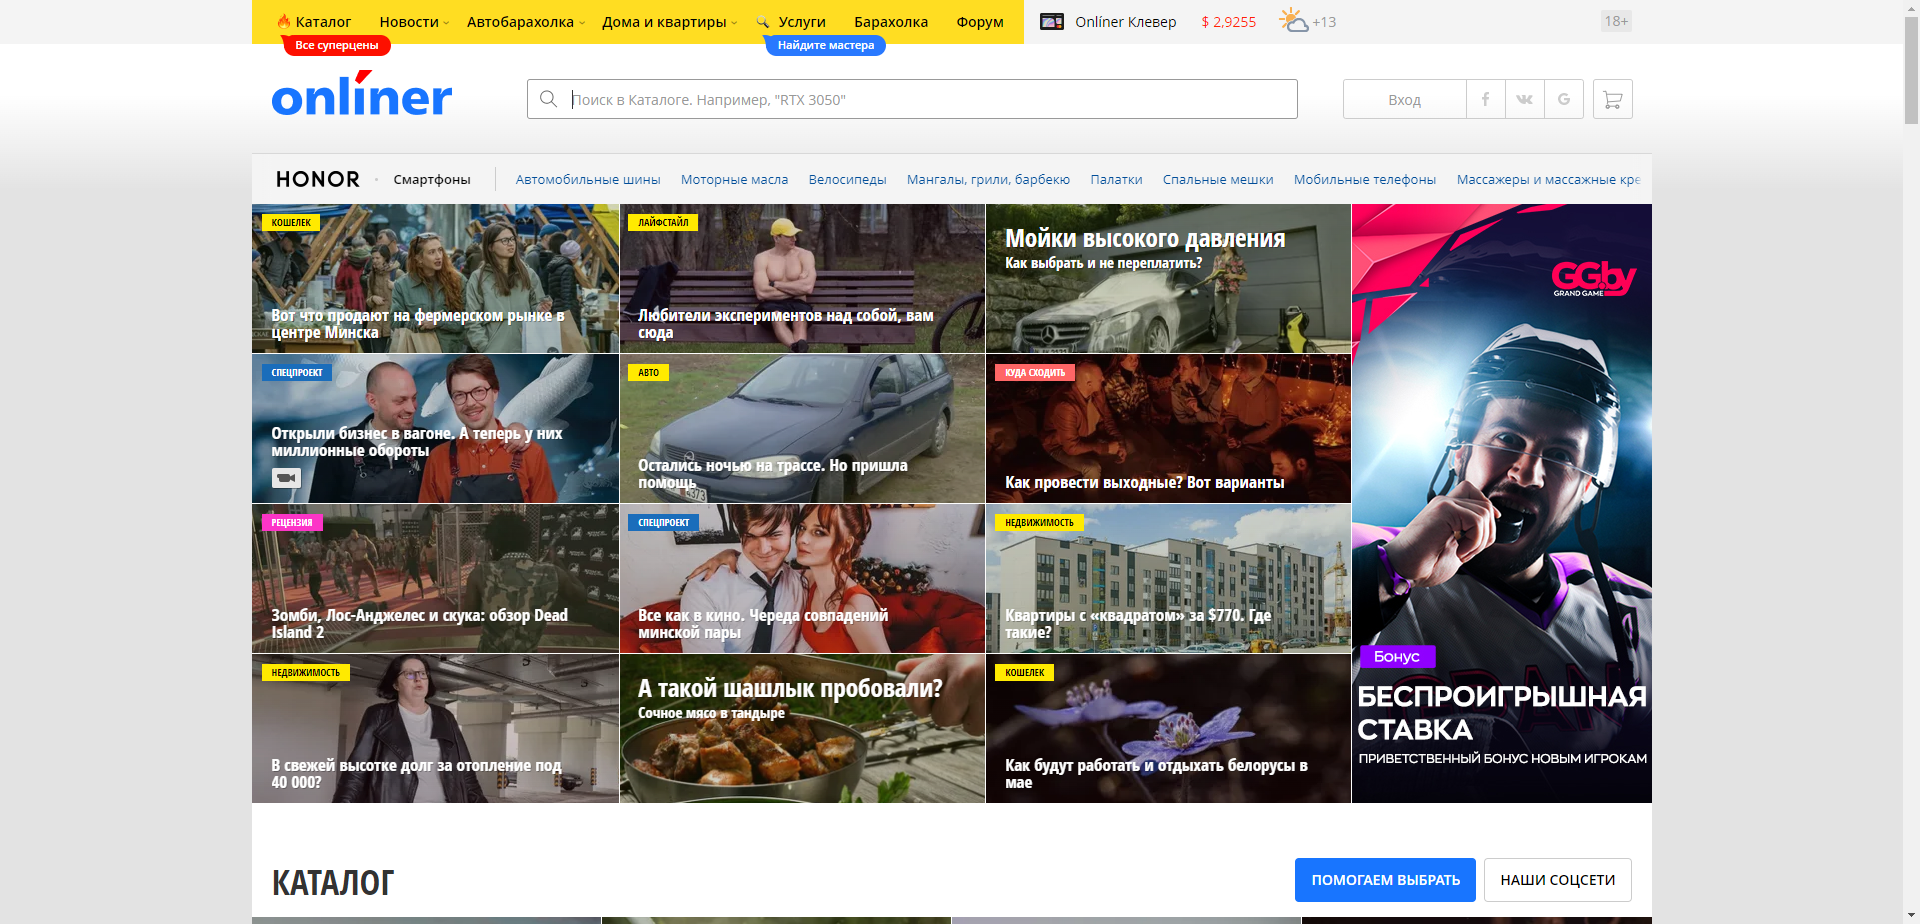 Каталог
Новости
Автобарахолка
Дома и квартиры
Услуги
Барахолка
Форум
Onlíner Клевер
$ 2,9255
+13
18+
Все суперцены
Найдите мастера
onlíner
Поиск в Каталоге. Например, "RTX 3050"
Вход
f
G
HONOR
Смартфоны
Автомобильные шины
Моторные масла
Велосипеды
Мангалы, грили, барбекю
Палатки
Спальные мешки
Мобильные телефоны
Массажеры и массажные кре
КОШЕЛЕК
Вот что продают на фермерском рынке в
центре Минска
ЛАЙФСТАЙЛ
Любители экспериментов над собой, вам
сюда
Мойки высокого давления
Как выбрать и не переплатить?
СПЕЦПРОЕКТ
Открыли бизнес в вагоне. А теперь у них
миллионные обороты
АВТО
Остались ночью на трассе. Но пришла
помощь
КУДА СХОДИТЬ
Как провести выходные? Вот варианты
РЕЦЕНЗИЯ
Зомби, Лос-Анджелес и скука: обзор Dead
Island 2
СПЕЦПРОЕКТ
Все как в кино. Череда совпадений
минской пары
НЕДВИЖИМОСТЬ
Квартиры с «квадратом» за $770. Где
такие?
НЕДВИЖИМОСТЬ
В свежей высотке долг за отопление под
40 000?
А такой шашлык пробовали?
Сочное мясо в тандыре
КОШЕЛЕК
Как будут работать и отдыхать белорусы в
мае
GG.by
GRAND GAME
Бонус
БЕСПРОИГРЫШНАЯ
СТАВКА
ПРИВЕТСТВЕННЫЙ БОНУС НОВЫМ ИГРОКАМ
КАТАЛОГ
ПОМОГАЕМ ВЫБРАТЬ
НАШИ СОЦСЕТИ